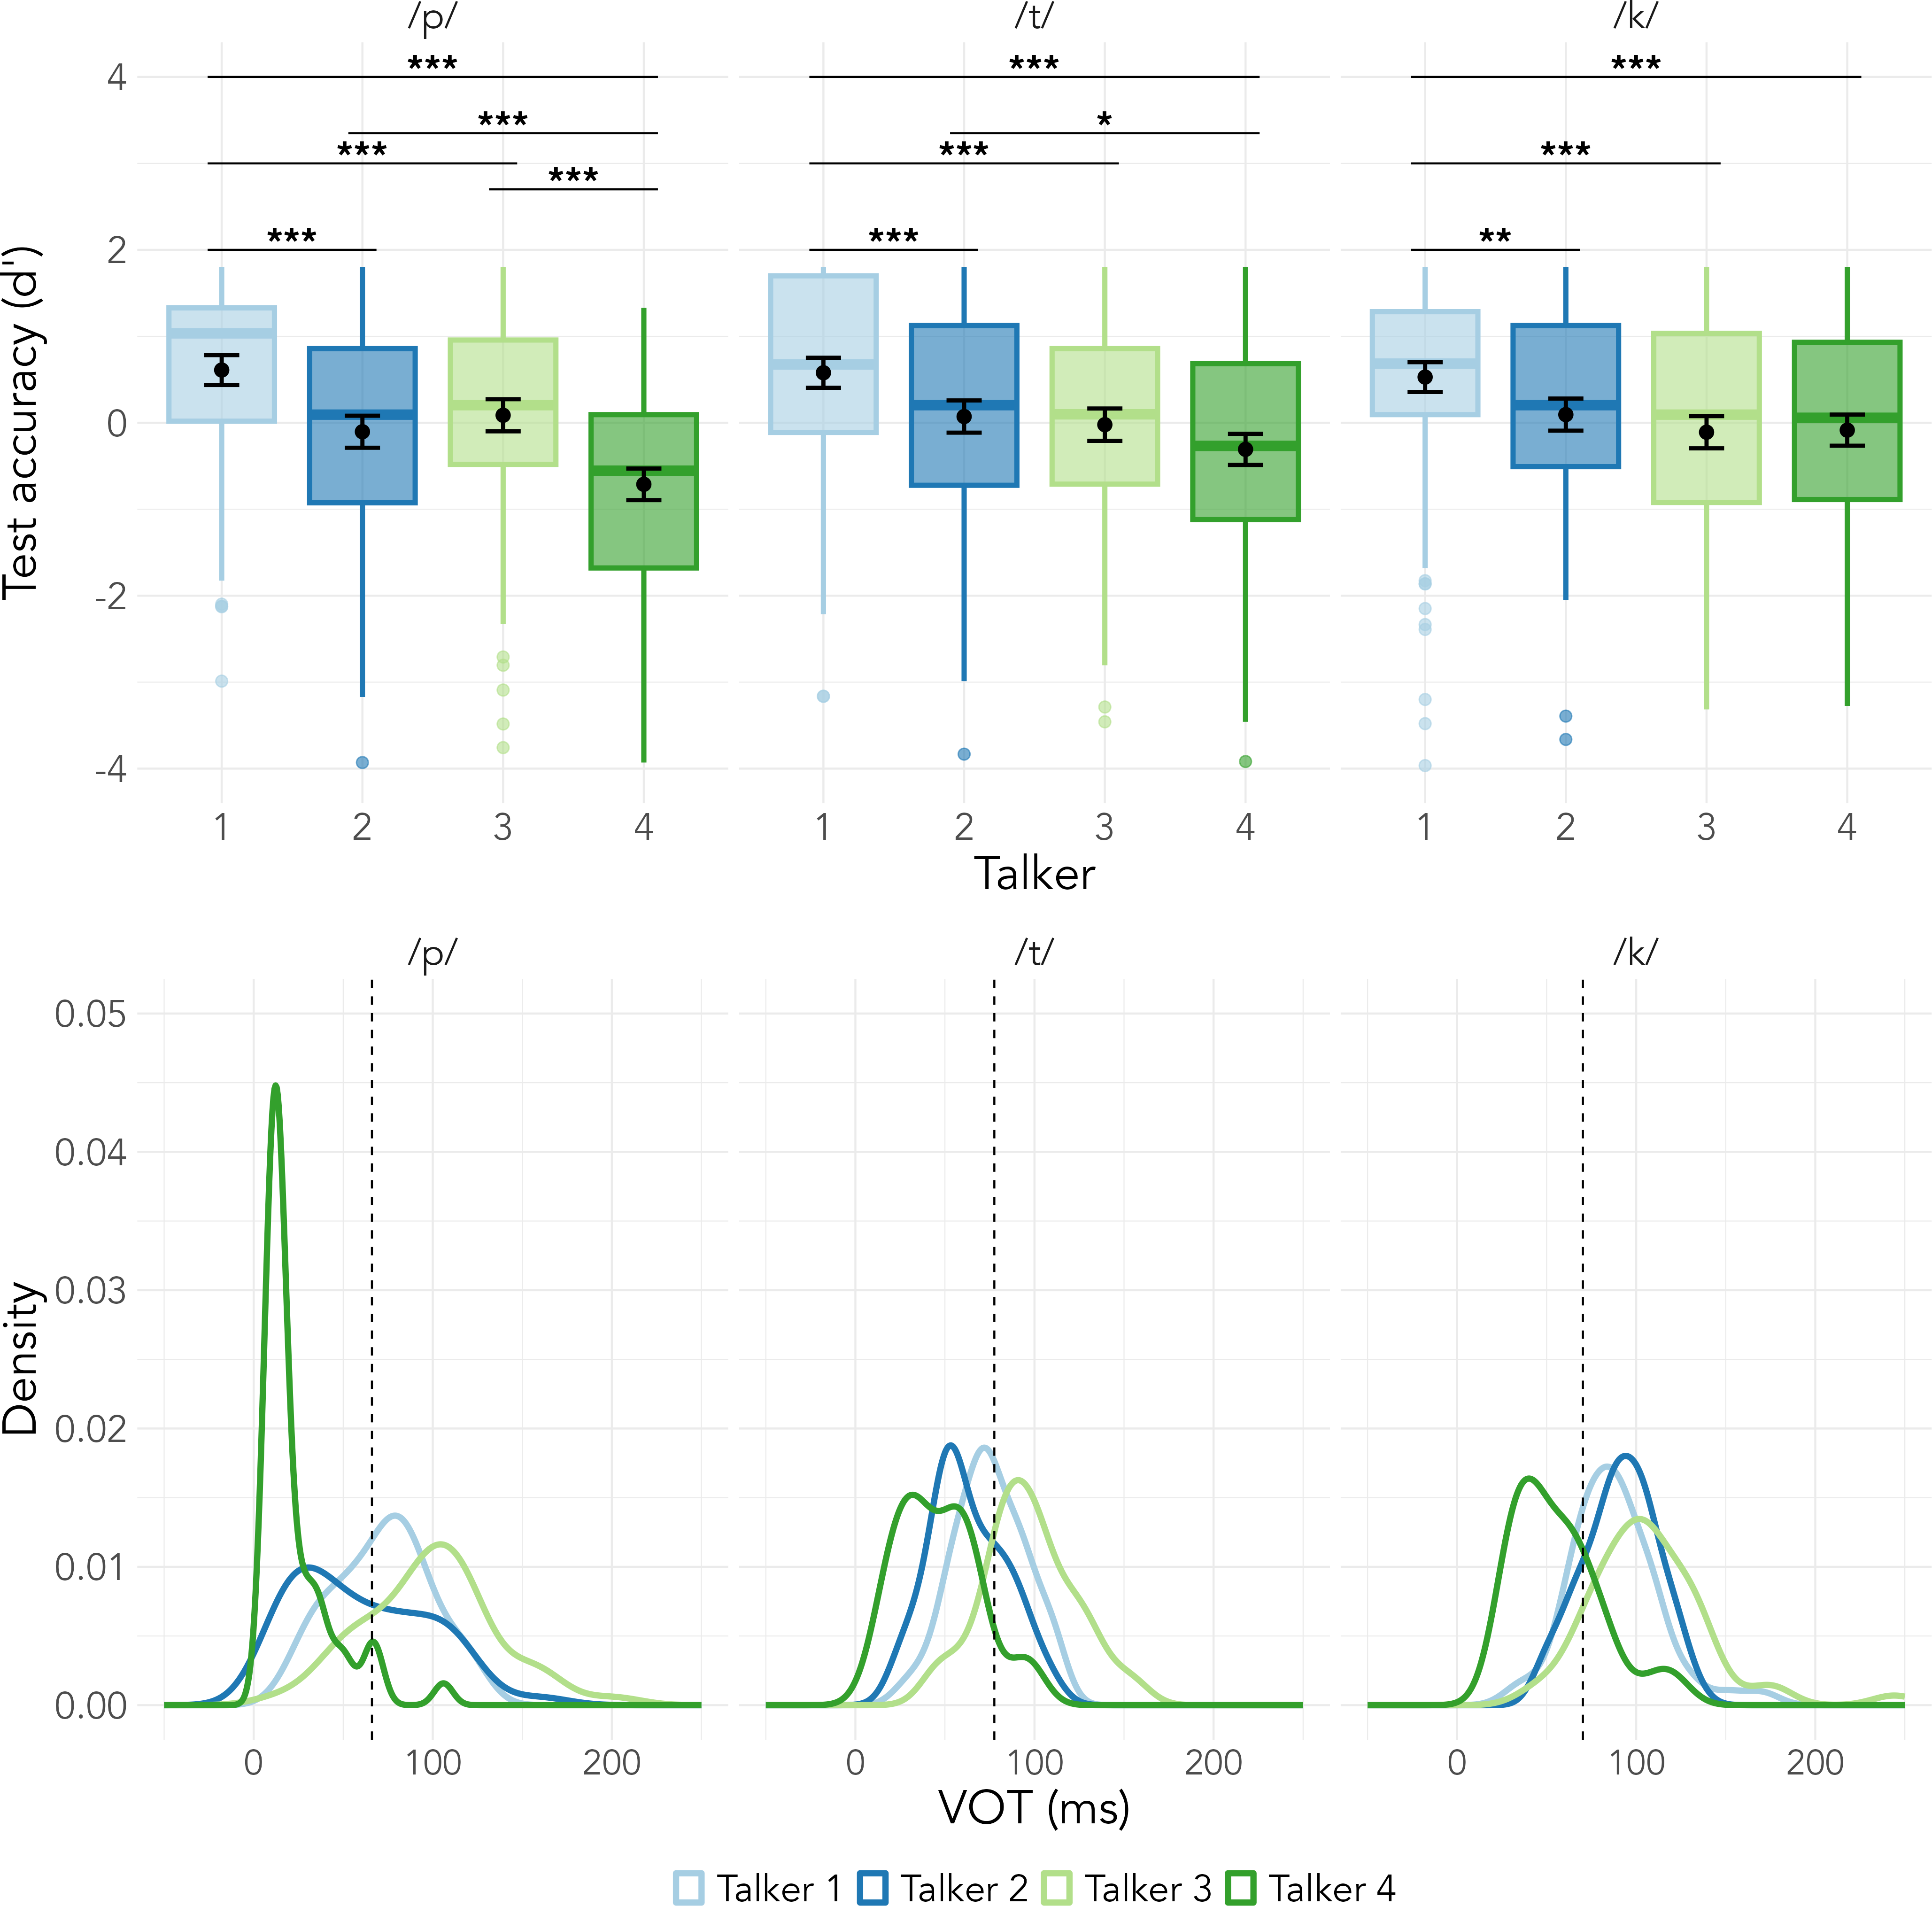 /p/ /t/ /k/
4 *** *** ***
*** *
*** *** ***
***
2 *** *** **
0
-2
-4
Test accuracy (d')
1 2 3 4 1 2 3 4 1 2 3 4
Talker
/p/ /t/ /k/
0.05
0.04
0.03
0.02
0.01
0.00
Density
0 100 200 0 100 200 0 100 200
VOT (ms)
Talker 1 Talker 2 Talker 3 Talker 4